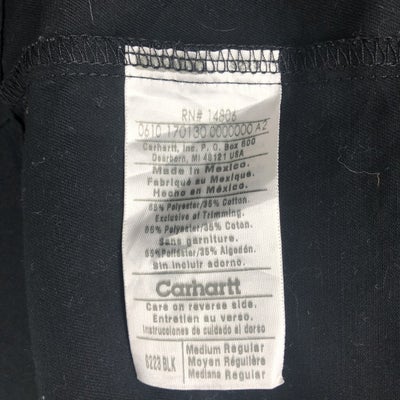 RN# 14806
0610 170130 0000000 A2
Carhartt, Inc. P.O. Box 600
Dearborn, MI 48121 USA
Made in Mexico.
Fabriqué au Mexique.
Hecho en México.
65% Polyester/35% Cotton.
Exclusive of Trimming.
65% Polyester/35% Coton.
Sans garniture.
65%Poliéster/35% Algodón.
Sin incluir adorno.
Carhartt
Care on reverse side.
Entretien au verso.
Instrucciones de cuidado al dorso
0223 BLK
Medium Regular
Moyen Régulière
Mediana Regular